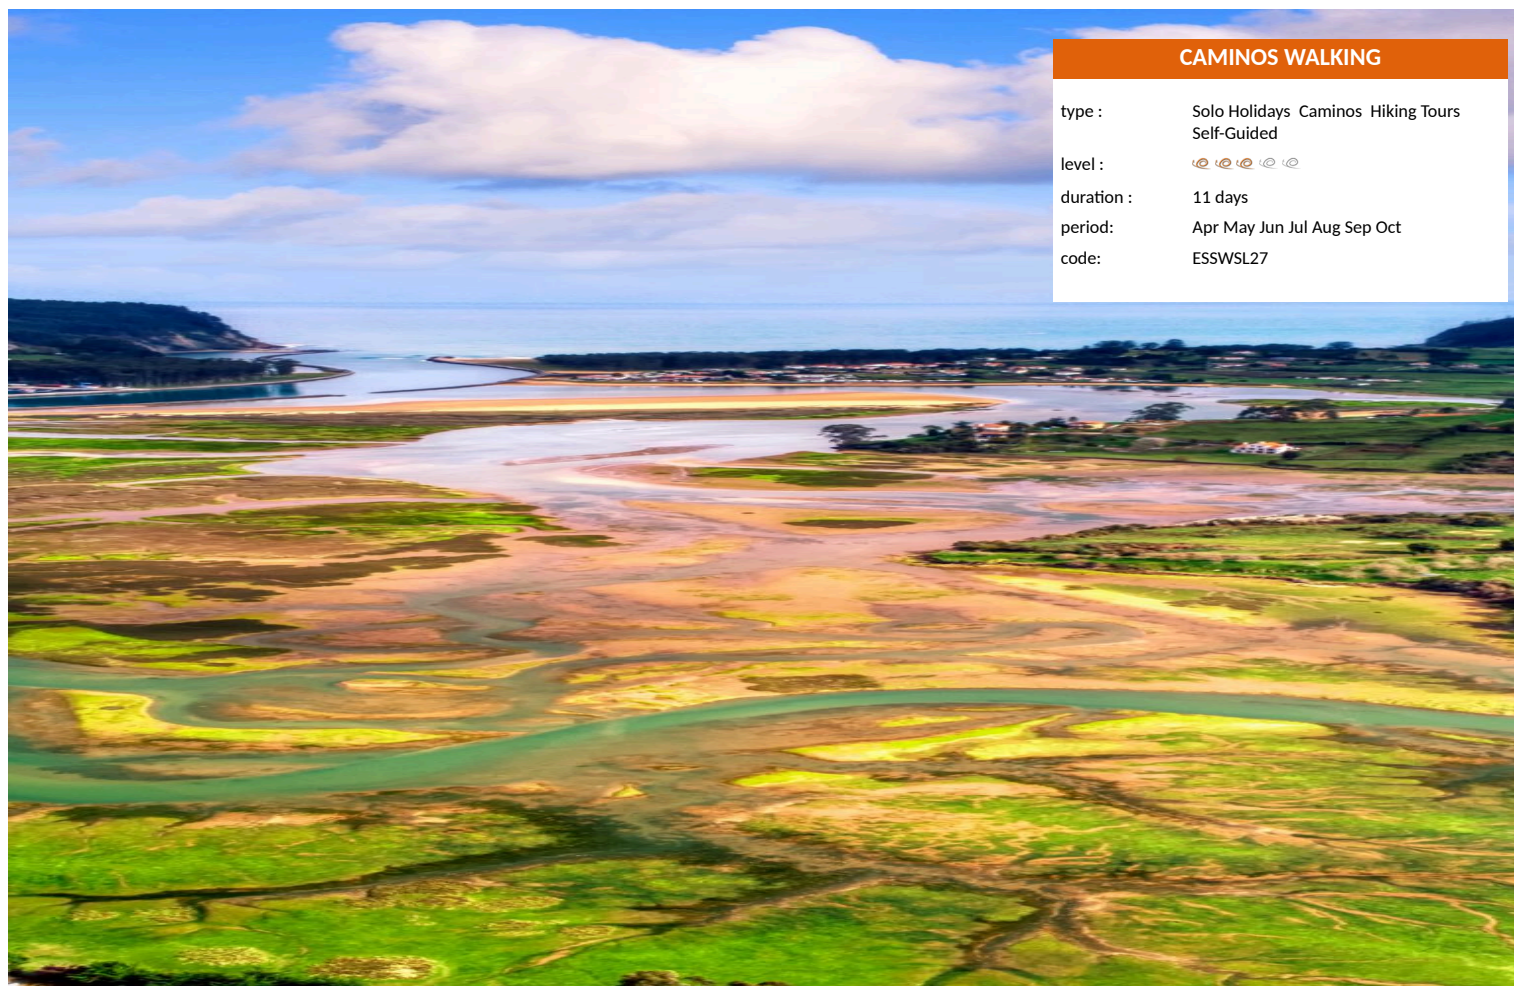 CAMINOS WALKING
type : Solo Holidays Caminos Hiking Tours
Self-Guided
level :
duration : 11 days
period: Apr May Jun Jul Aug Sep Oct
code: ESSWSL27